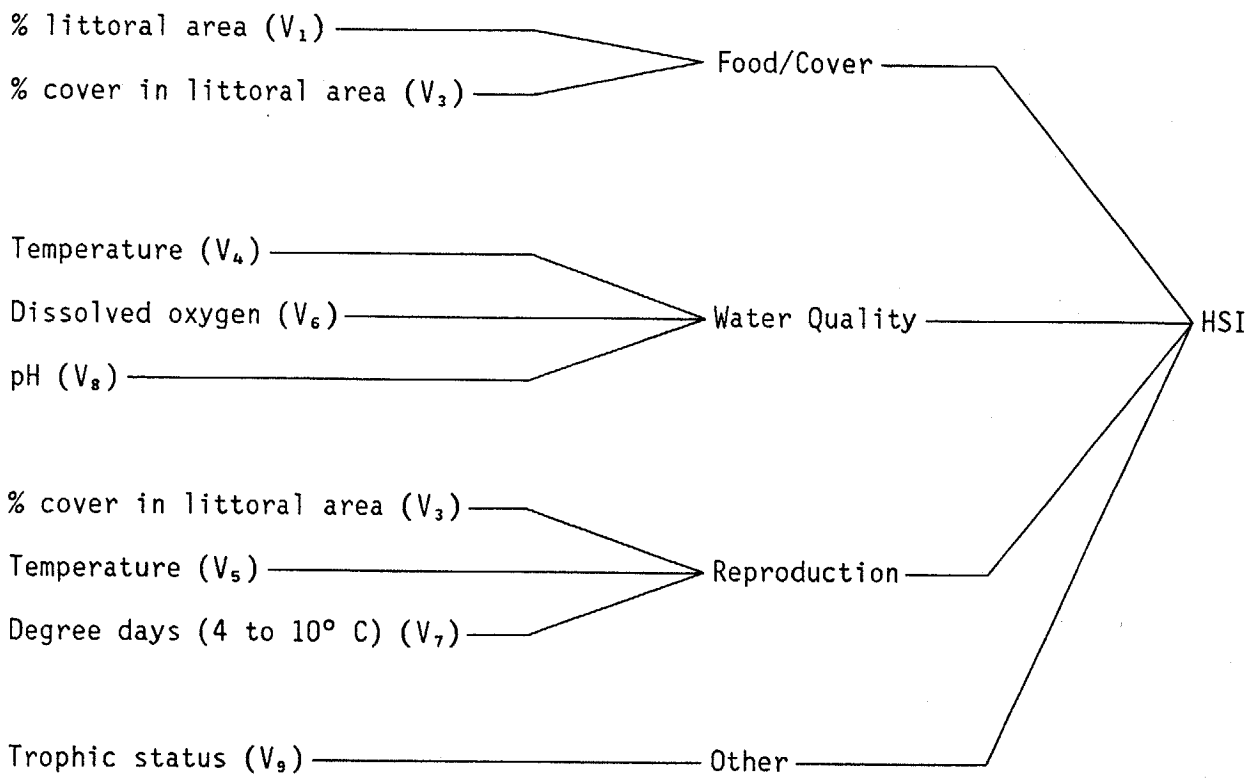 % littoral area (V₁)
Food/Cover
% cover in littoral area (V₃)
Temperature (V₄)
Dissolved oxygen (V₆)
Water Quality
HSI
pH (V₈)
% cover in littoral area (V₃)
Temperature (V₅)
Reproduction
Degree days (4 to 10° C) (V₇)
Trophic status (V₉)
Other